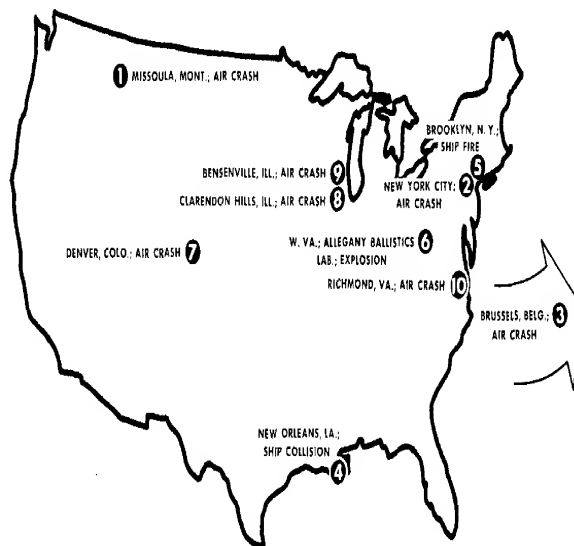 1 MISSOULA, MONT.; AIR CRASH
BROOKLYN, N. Y.;
SHIP FIRE
5
BENSENVILLE, ILL.; AIR CRASH 9
NEW YORK CITY; 2
AIR CRASH
CLARENDON HILLS, ILL.; AIR CRASH 8
W. VA.; ALLEGANY BALLISTICS 6
LAB.; EXPLOSION
DENVER, COLO.; AIR CRASH 7
RICHMOND, VA.; AIR CRASH 10
BRUSSELS, BELG.; 3
AIR CRASH
NEW ORLEANS, LA.;
SHIP COLLISION
4